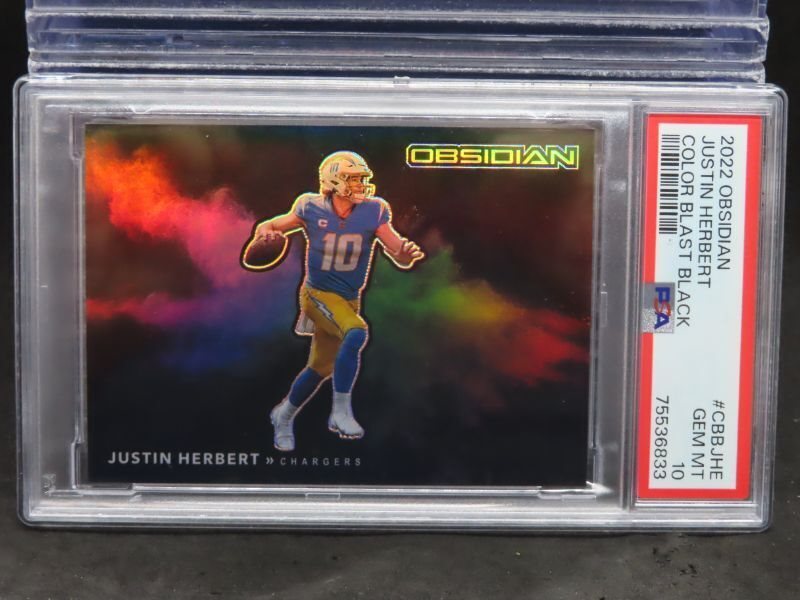 OBSIDIAN
C
10
JUSTIN HERBERT » CHARGERS
2022 OBSIDIAN
JUSTIN HERBERT
COLOR BLAST BLACK
PSA
#CBBJHE
GEM MT
10
75536833